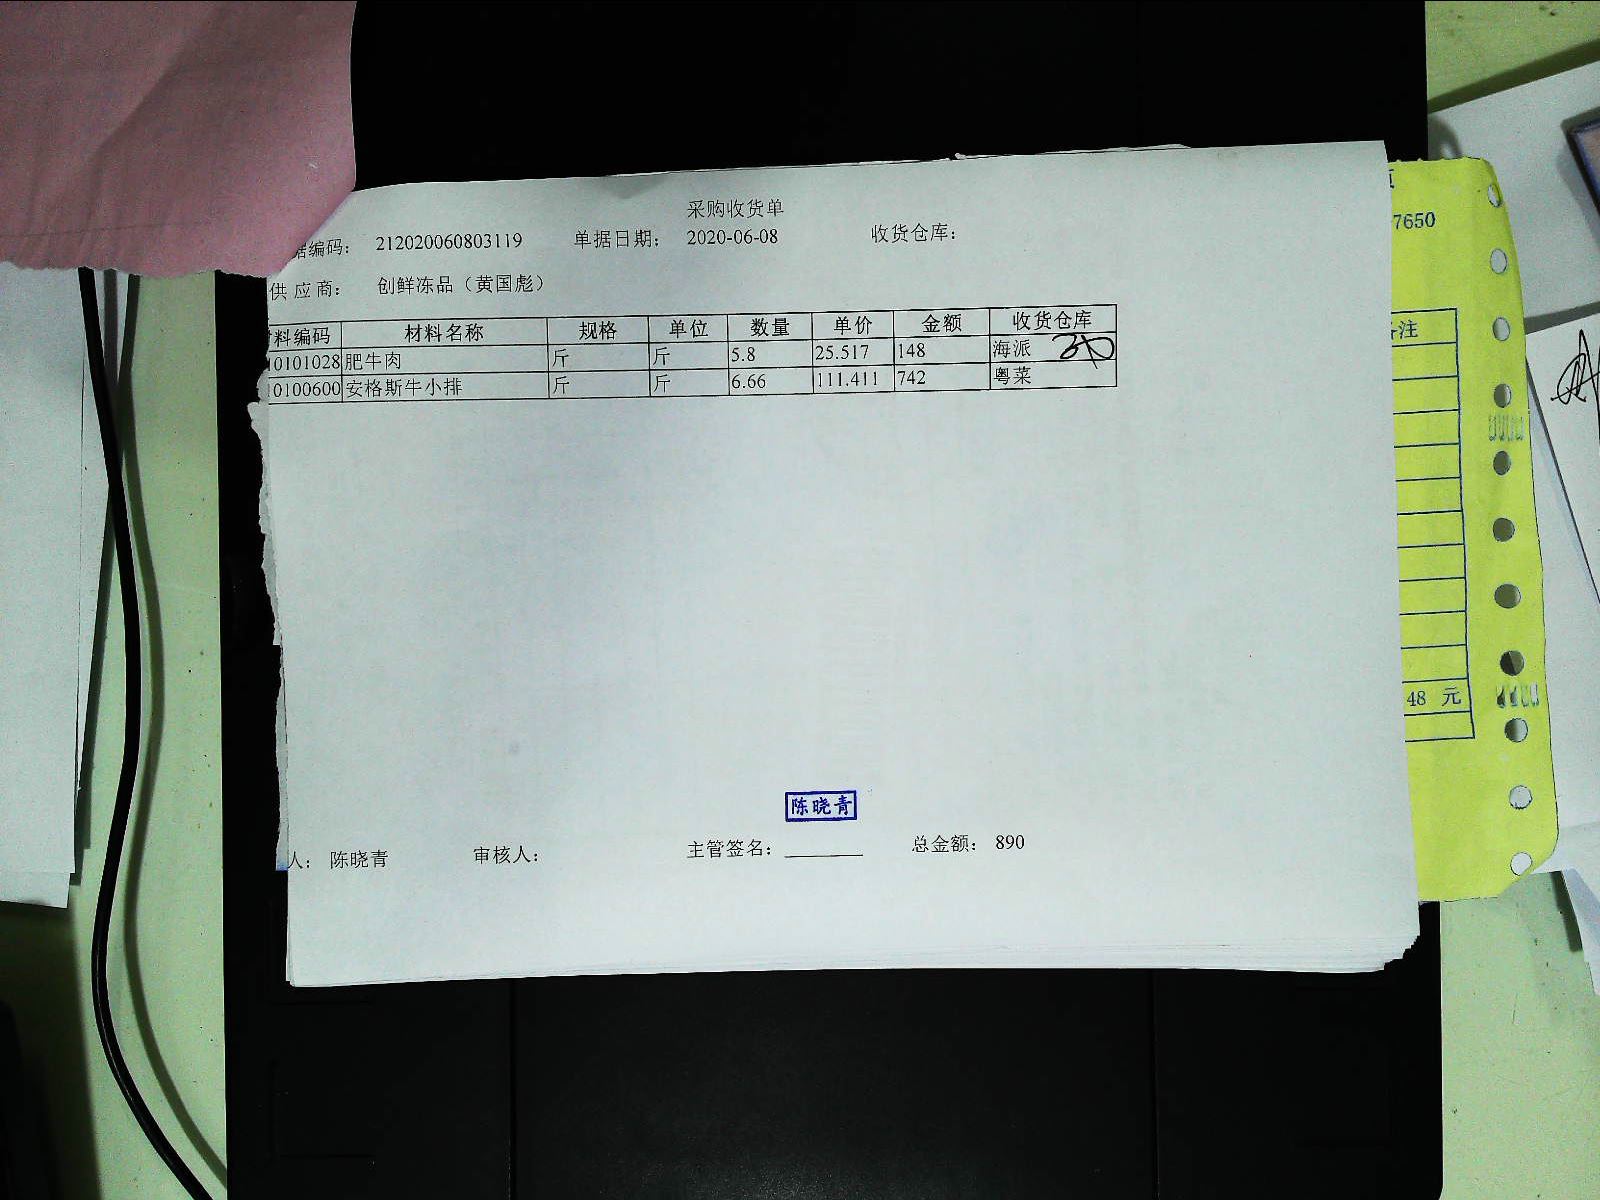 采购收货单
据编码： 212020060803119 单据日期： 2020-06-08 收货仓库：
供应商： 创鲜冻品（黄国彪）
料编码 材料名称 规格 单位 数量 单价 金额 收货仓库
0101028 肥牛肉 斤 斤 5.8 25.517 148 海派
0100600 安格斯牛小排 斤 斤 6.66 111.411 742 粤菜
陈晓青
人： 陈晓青 审核人： 主管签名： 总金额： 890
7650
注
48 元